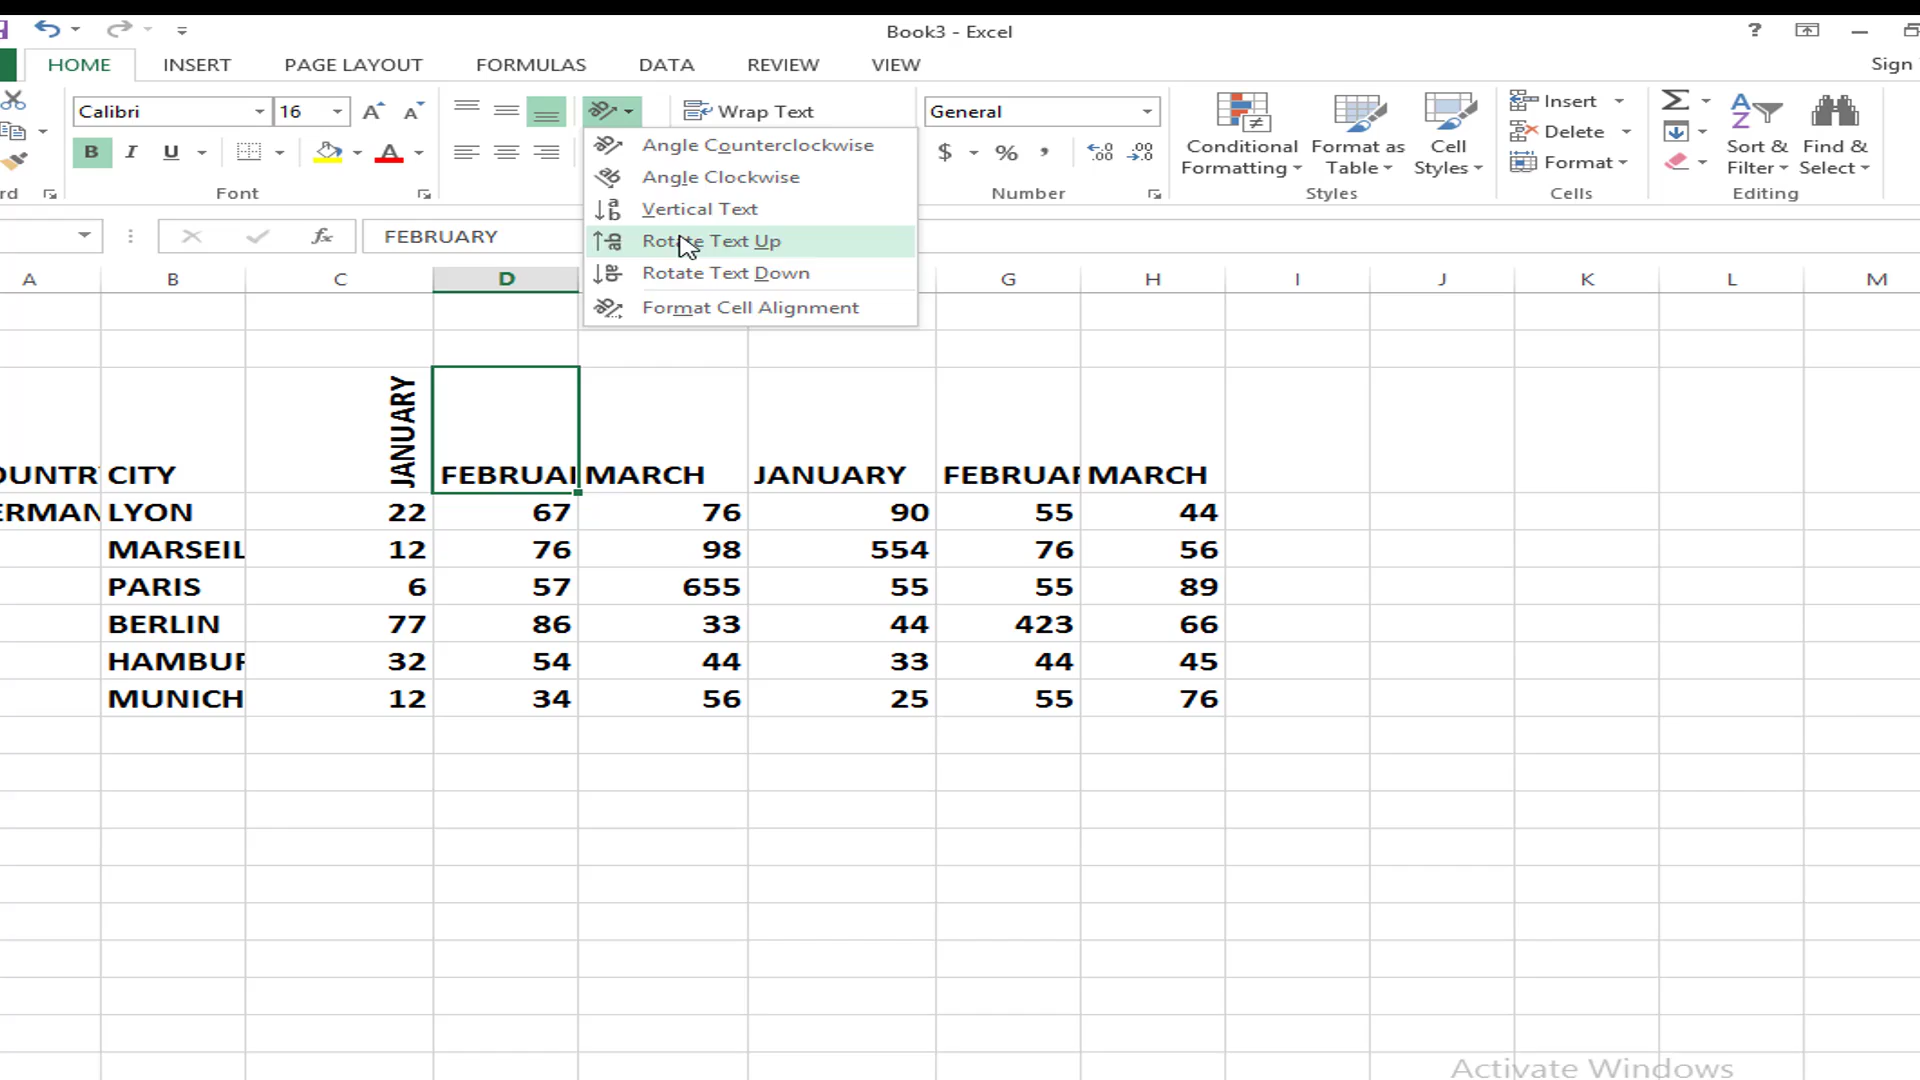 Book3 - Excel
?
HOME INSERT PAGE LAYOUT FORMULAS DATA REVIEW VIEW Sign
Calibri 16 Wrap Text General Insert
B I U $ % Conditional Formatting Format as Table Cell Styles Delete Sort & Filter Find & Select
Format
rd Font Number Styles Cells Editing
Angle Counterclockwise
Angle Clockwise
Vertical Text
Rotate Text Up
Rotate Text Down
Format Cell Alignment
fx FEBRUARY
A B C D G H I J K L M
OUNTR CITY JANUARY FEBRUAI MARCH JANUARY FEBRUAF MARCH
ERMAN LYON 22 67 76 90 55 44
MARSEIL 12 76 98 554 76 56
PARIS 6 57 655 55 55 89
BERLIN 77 86 33 44 423 66
HAMBUF 32 54 44 33 44 45
MUNICH 12 34 56 25 55 76
Activate Windows